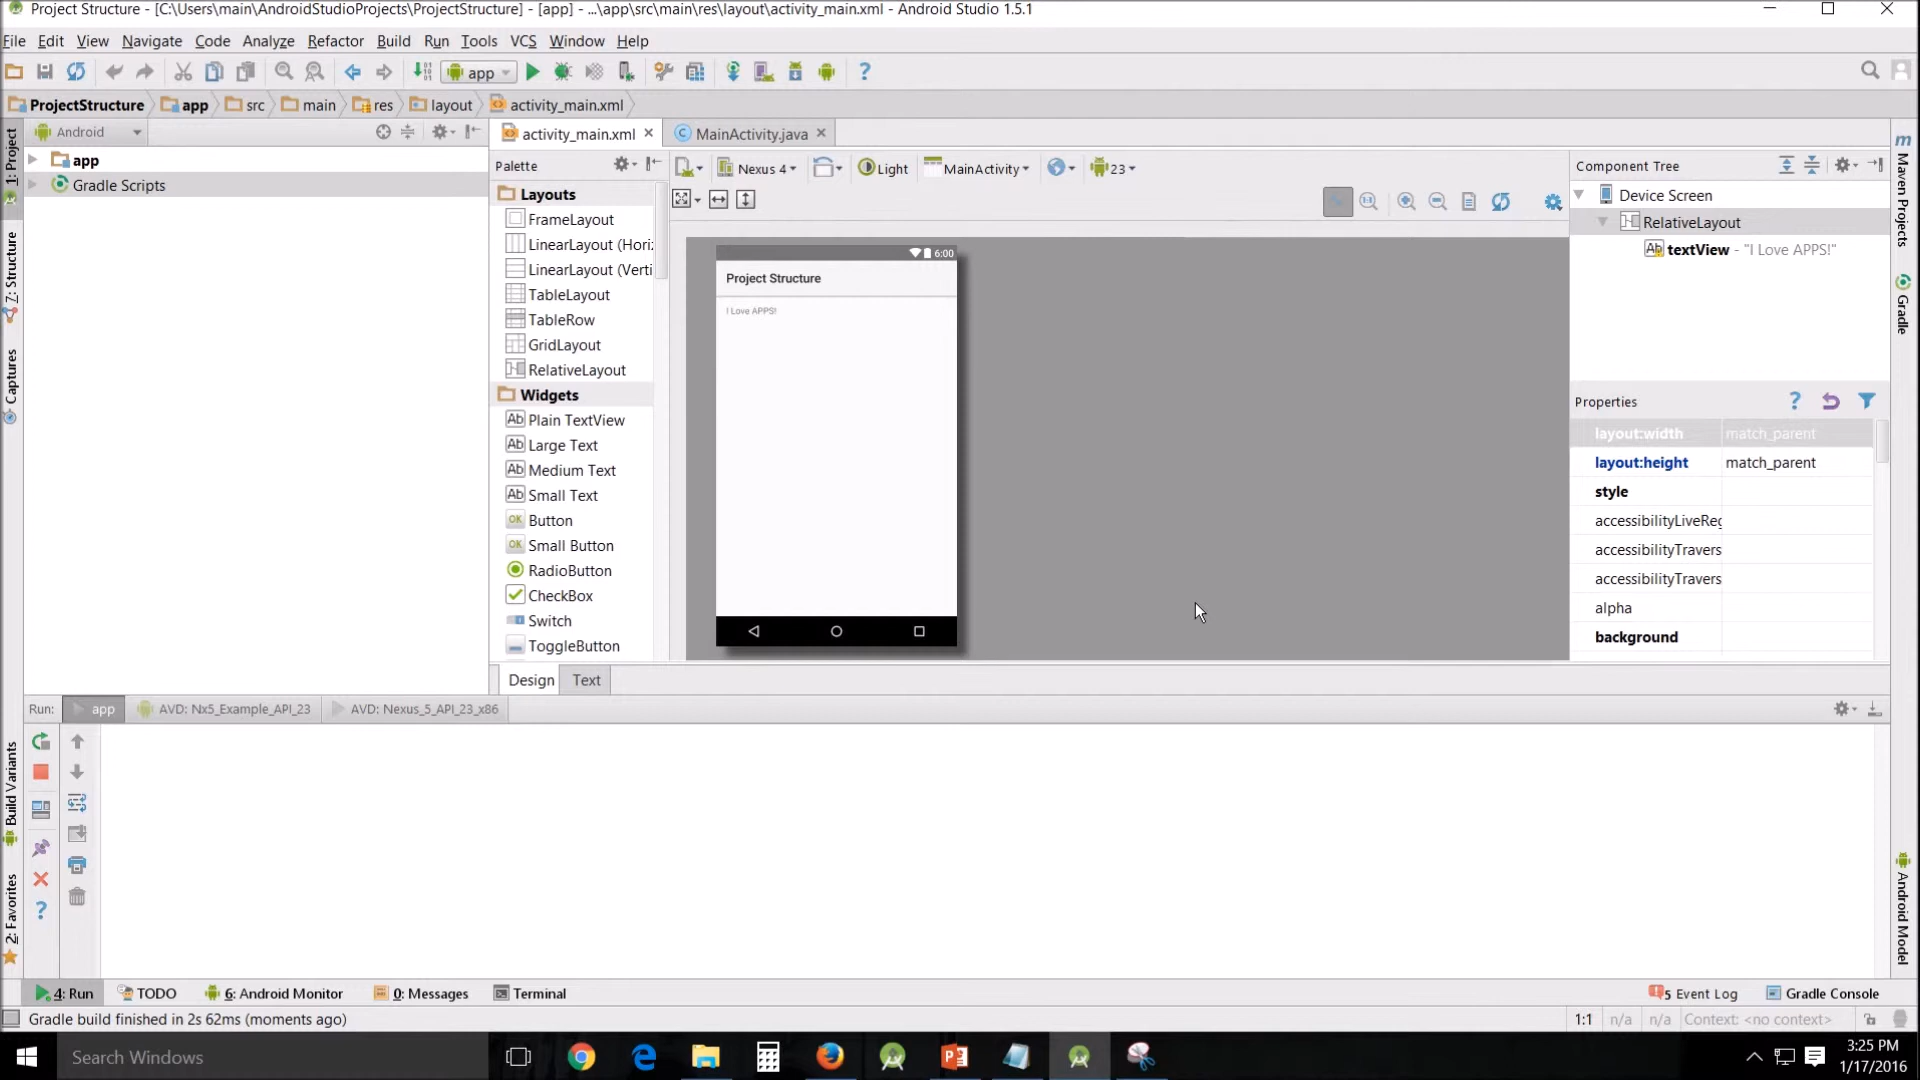 Project Structure - [C:\Users\main\AndroidStudioProjects\ProjectStructure] - [app] - ...\app\src\main\res\layout\activity_main.xml - Android Studio 1.5.1
File Edit View Navigate Code Analyze Refactor Build Run Tools VCS Window Help
app
ProjectStructure app src main res layout activity_main.xml
Android
activity_main.xml MainActivity.java
1: Project
7: Structure
Captures
Build Variants
2: Favorites
app
Gradle Scripts
Palette
Layouts
FrameLayout
LinearLayout (Hori:
LinearLayout (Verti
TableLayout
TableRow
GridLayout
RelativeLayout
Widgets
Plain TextView
Large Text
Medium Text
Small Text
Button
Small Button
RadioButton
CheckBox
Switch
ToggleButton
Nexus 4 Light MainActivity 23
6:00
Project Structure
I Love APPS!
Component Tree
Device Screen
RelativeLayout
textView - "I Love APPS!"
Properties
layout:width match_parent
layout:height match_parent
style
accessibilityLiveReg
accessibilityTravers
accessibilityTravers
alpha
background
Maven Projects
Gradle
Android Model
Design Text
Run: app AVD: Nx5_Example_API_23 AVD: Nexus_5_API_23_x86
4: Run TODO 6: Android Monitor 0: Messages Terminal
5 Event Log Gradle Console
Gradle build finished in 2s 62ms (moments ago)
1:1 n/a n/a Context: <no context>
Search Windows
3:25 PM
1/17/2016